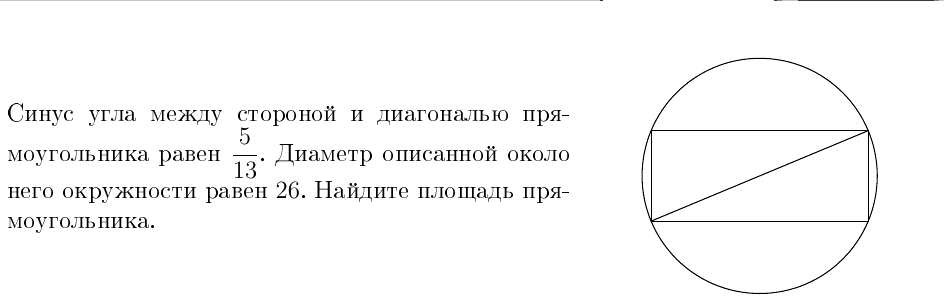 Синус угла между стороной и диагональю пря-
моугольника равен 5/13. Диаметр описанной около
него окружности равен 26. Найдите площадь пря-
моугольника.